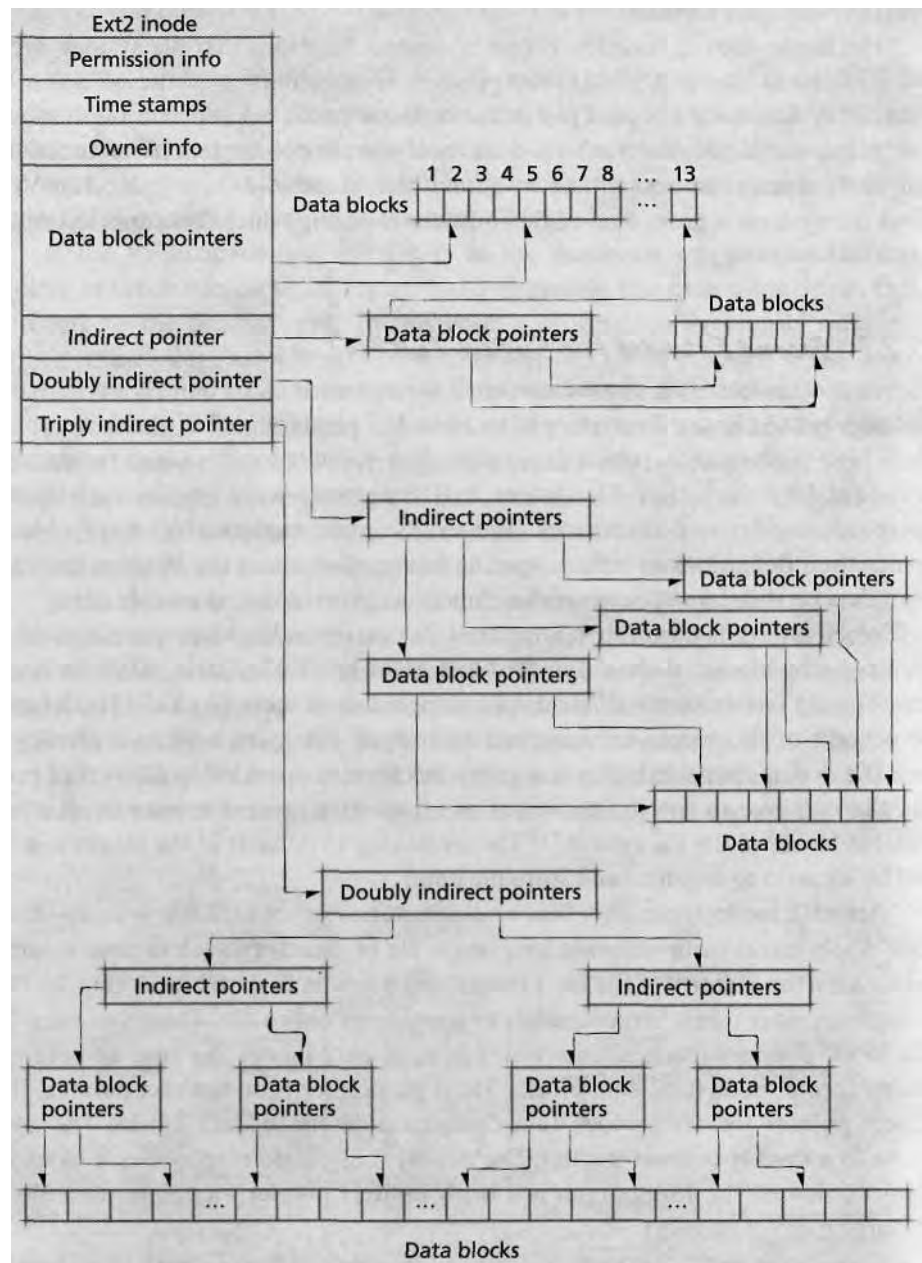 Ext2 inode
Permission info
Time stamps
Owner info
Data block pointers
Indirect pointer
Doubly indirect pointer
Triply indirect pointer
1 2 3 4 5 6 7 8 ... 13
Data blocks
...
Data blocks
Data block pointers
Indirect pointers
Data block pointers
Data block pointers
Data block pointers
Data blocks
Doubly indirect pointers
Indirect pointers
Indirect pointers
Data block
pointers
Data block
pointers
Data block
pointers
Data block
pointers
... ... ...
Data blocks